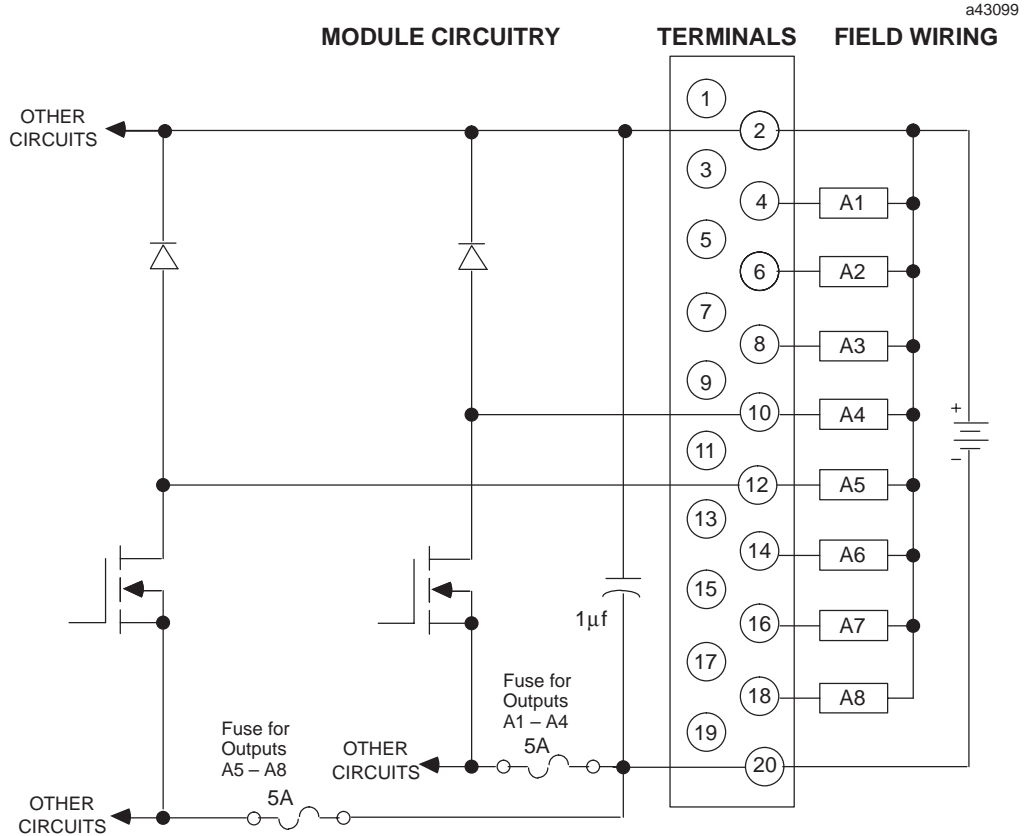 a43099
MODULE CIRCUITRY
TERMINALS
FIELD WIRING
OTHER
CIRCUITS
1
2
3
4
A1
5
6
A2
7
8
A3
9
10
A4
+
−
11
12
A5
13
14
A6
15
1µf
16
A7
17
18
A8
19
20
Fuse for
Outputs
A1 – A4
5A
OTHER
CIRCUITS
Fuse for
Outputs
A5 – A8
5A
OTHER
CIRCUITS